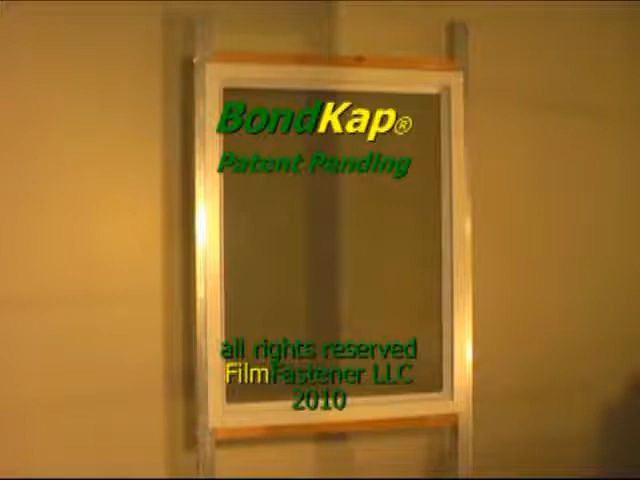 BondKap®
Patent Pending
all rights reserved
FilmFastener LLC
2010